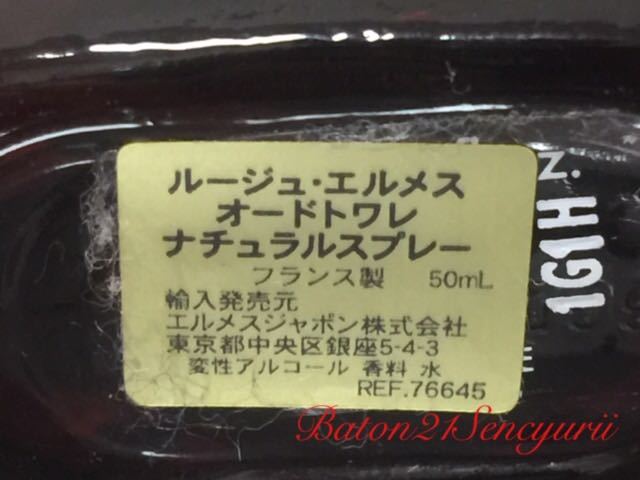 ルージュ・エルメス
オードトワレ
ナチュラルスプレー
フランス製 50mL
輸入発売元
エルメスジャポン株式会社
東京都中央区銀座5-4-3
変性アルコール 香料 水
REF.76645
N.
1G1H
E
Baton21Sencyurii